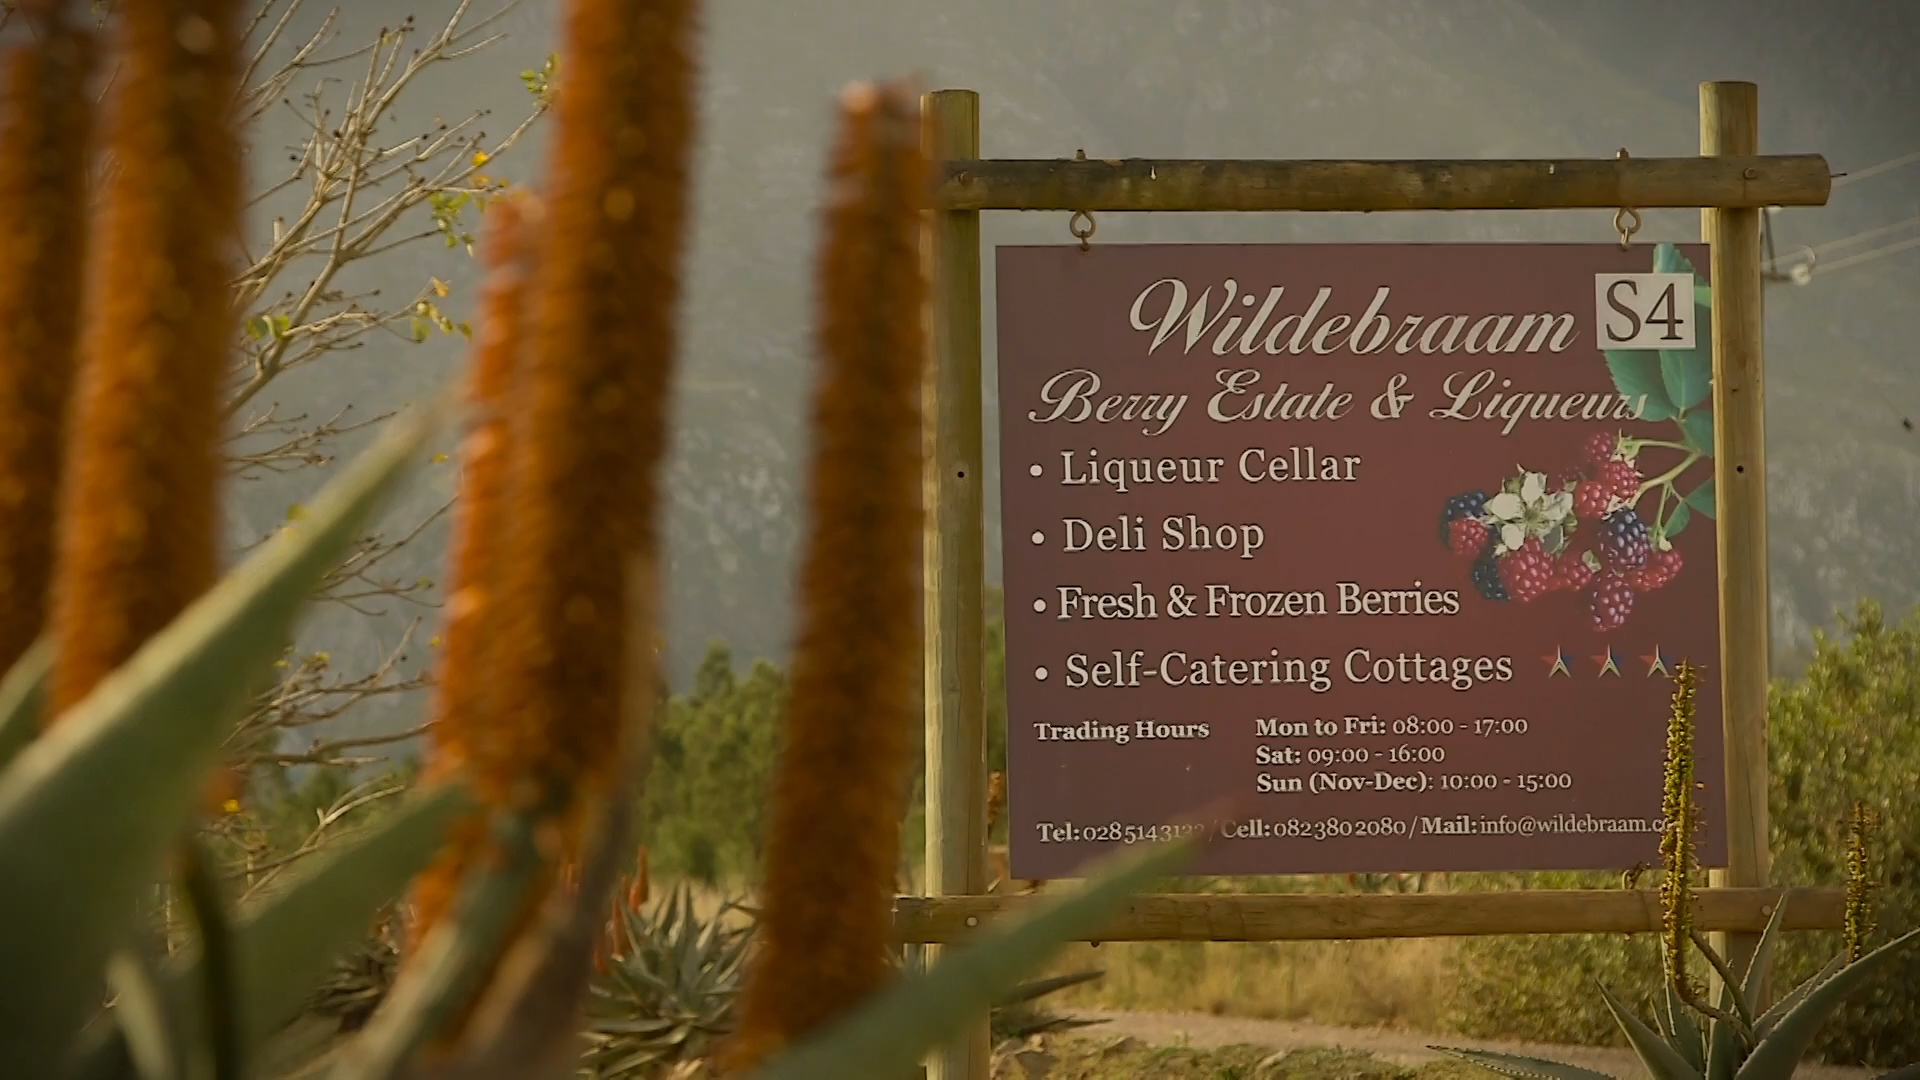 Wildebraam S4
Berry Estate & Liqueurs
• Liqueur Cellar
• Deli Shop
• Fresh & Frozen Berries
• Self-Catering Cottages
Trading Hours Mon to Fri: 08:00 - 17:00
Sat: 09:00 - 16:00
Sun (Nov-Dec): 10:00 - 15:00
Tel: / Cell: 082 380 2080 / Mail: